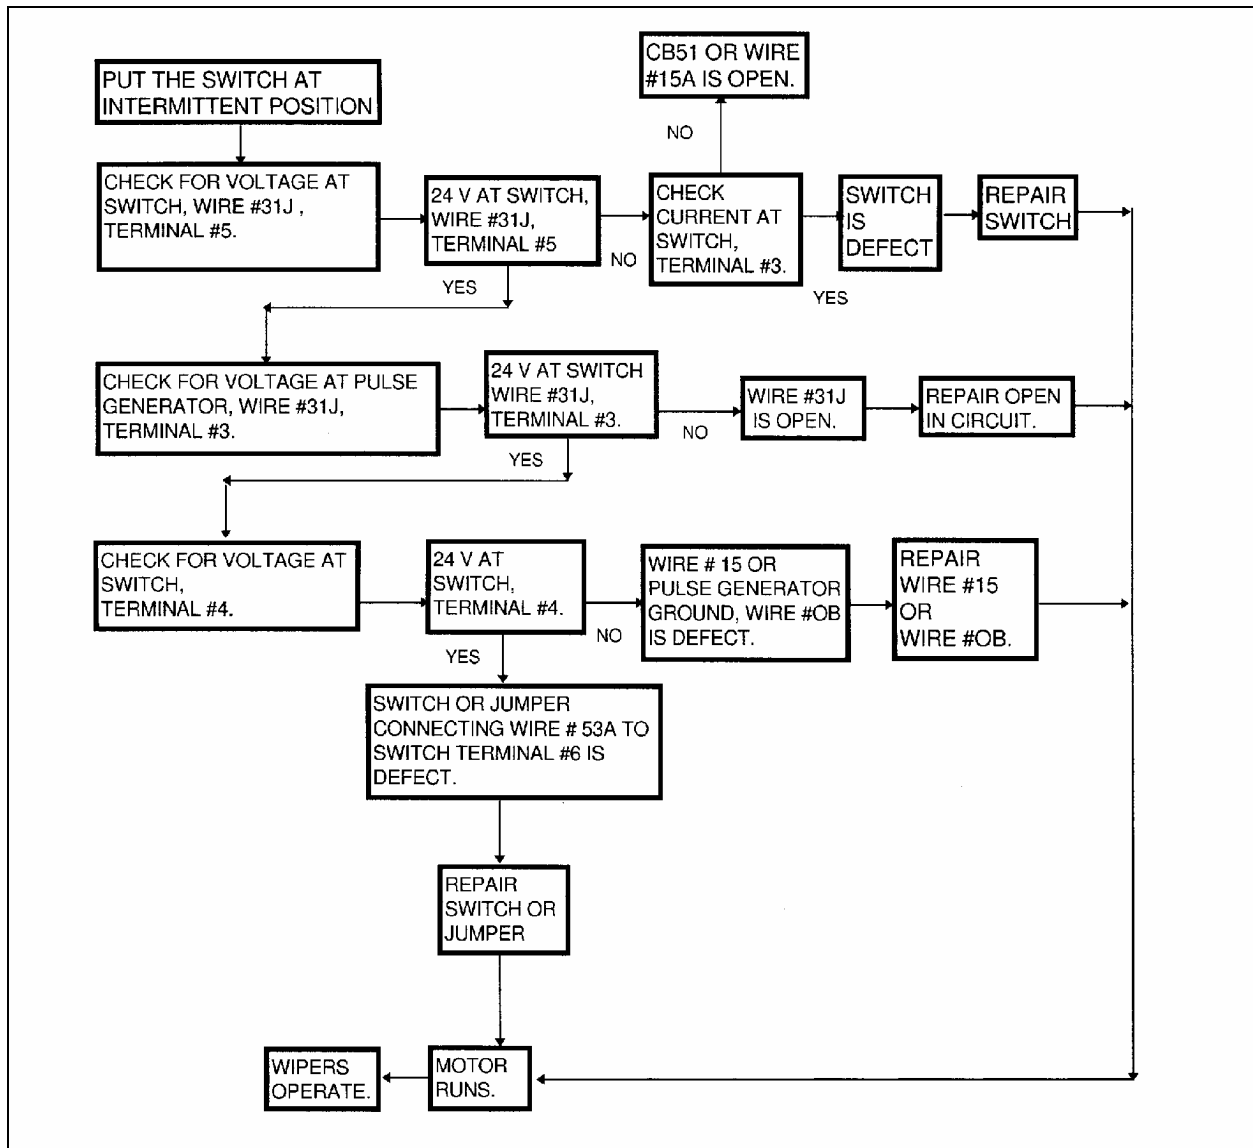 CB51 OR WIRE
#15A IS OPEN.
PUT THE SWITCH AT
INTERMITTENT POSITION
NO
CHECK FOR VOLTAGE AT
SWITCH, WIRE #31J ,
TERMINAL #5.
24 V AT SWITCH,
WIRE #31J,
TERMINAL #5
NO
CHECK
CURRENT AT
SWITCH,
TERMINAL #3.
YES
SWITCH
IS
DEFECT
REPAIR
SWITCH
YES
CHECK FOR VOLTAGE AT PULSE
GENERATOR, WIRE #31J,
TERMINAL #3.
24 V AT SWITCH
WIRE #31J,
TERMINAL #3.
NO
WIRE #31J
IS OPEN.
REPAIR OPEN
IN CIRCUIT.
YES
CHECK FOR VOLTAGE AT
SWITCH,
TERMINAL #4.
24 V AT
SWITCH,
TERMINAL #4.
NO
WIRE # 15 OR
PULSE GENERATOR
GROUND, WIRE #OB
IS DEFECT.
REPAIR
WIRE #15
OR
WIRE #OB.
YES
SWITCH OR JUMPER
CONNECTING WIRE # 53A TO
SWITCH TERMINAL #6 IS
DEFECT.
REPAIR
SWITCH OR
JUMPER
WIPERS
OPERATE.
MOTOR
RUNS.